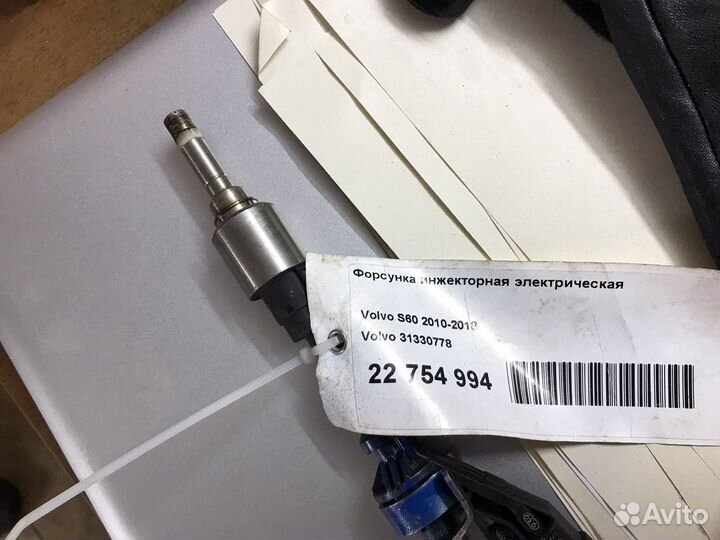 Форсунка инжекторная электрическая
Volvo S60 2010-2018
Volvo 31330778
22 754 994
Avito